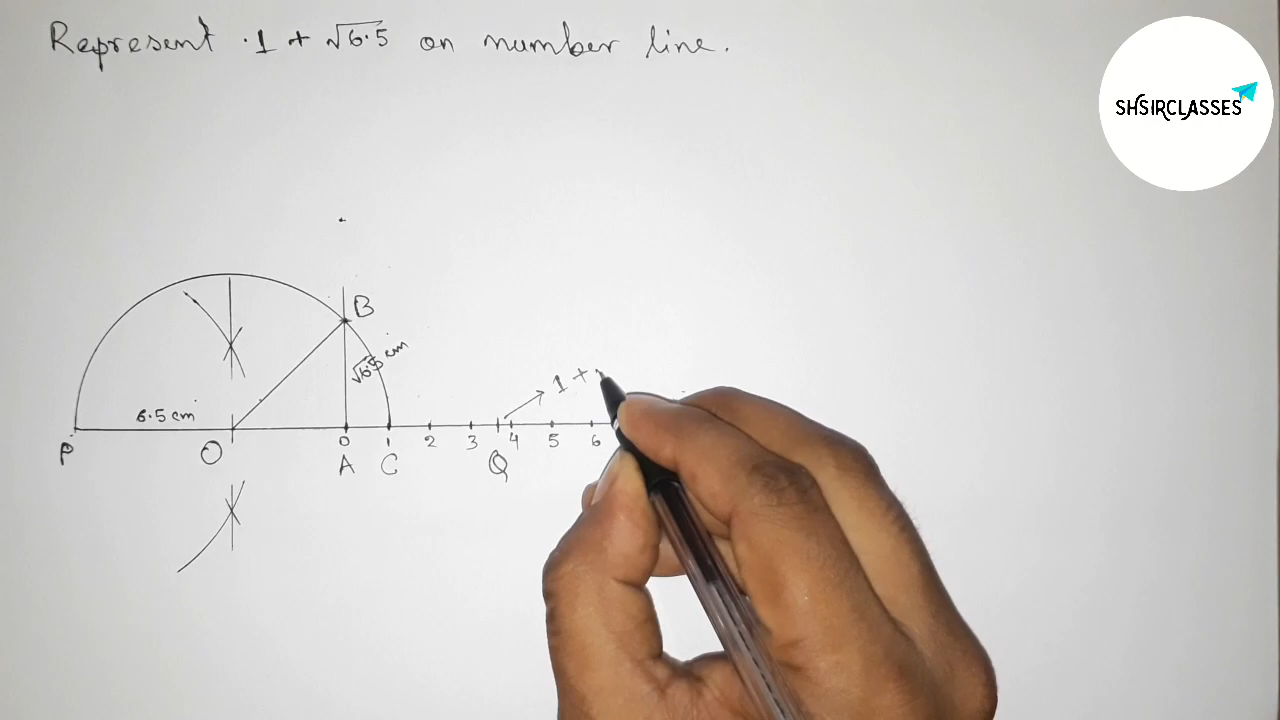 Represent .1 + √6.5 on number line.
SHSIRCLASSES
B
√6.5 cm
1 +
6.5 cm
0 1 2 3 4 5 6
P O A C Q